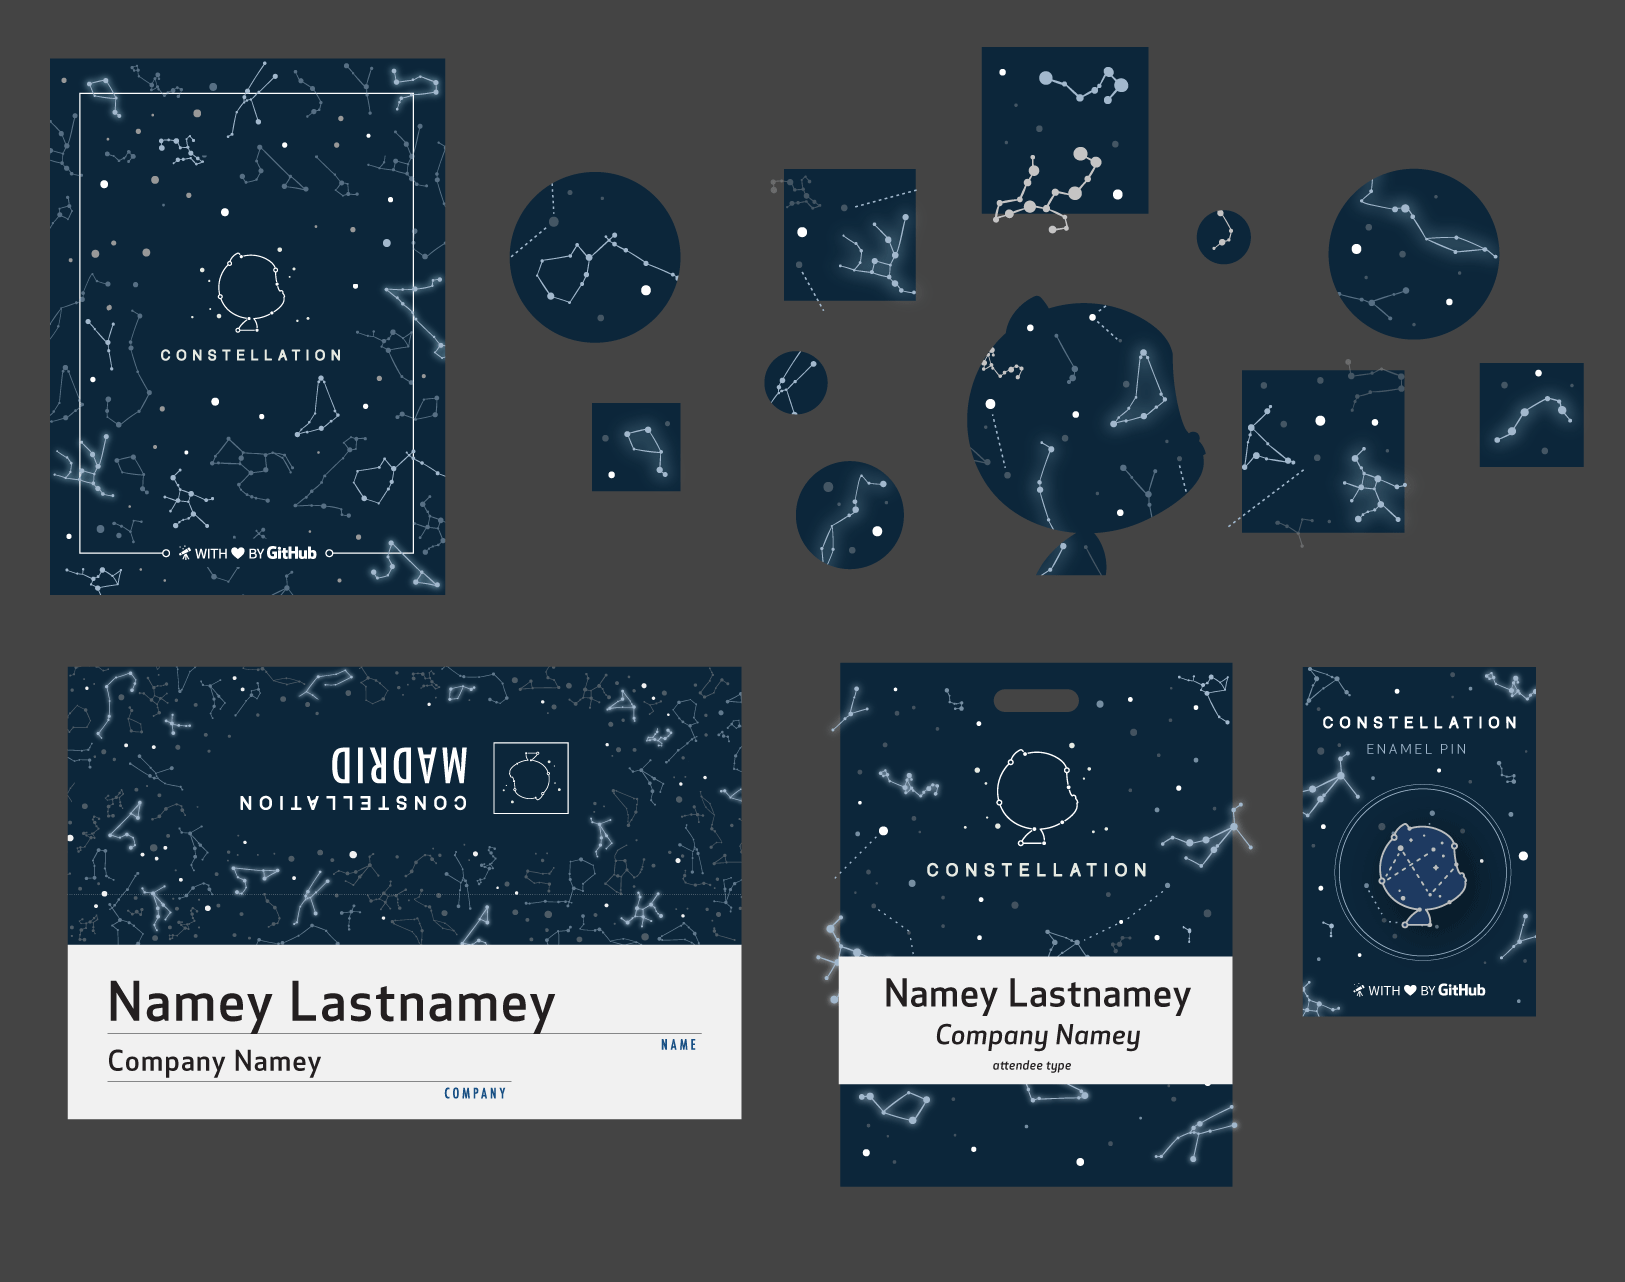 CONSTELLATION
WITH BY GitHub
MADRID
CONSTELLATION
Namey Lastnamey
NAME
Company Namey
COMPANY
CONSTELLATION
Namey Lastnamey
Company Namey
attendee type
CONSTELLATION
ENAMEL PIN
WITH BY GitHub